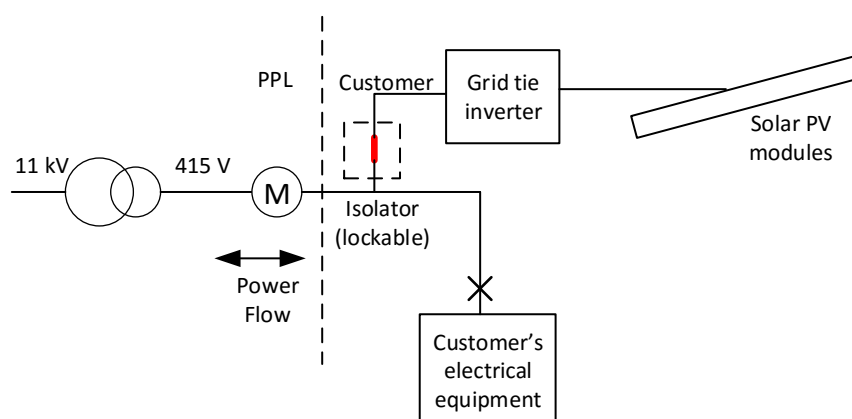 PPL
Customer
Grid tie
inverter
Solar PV
modules
11 kV
415 V
M
Isolator
(lockable)
Power
Flow
Customer’s
electrical
equipment